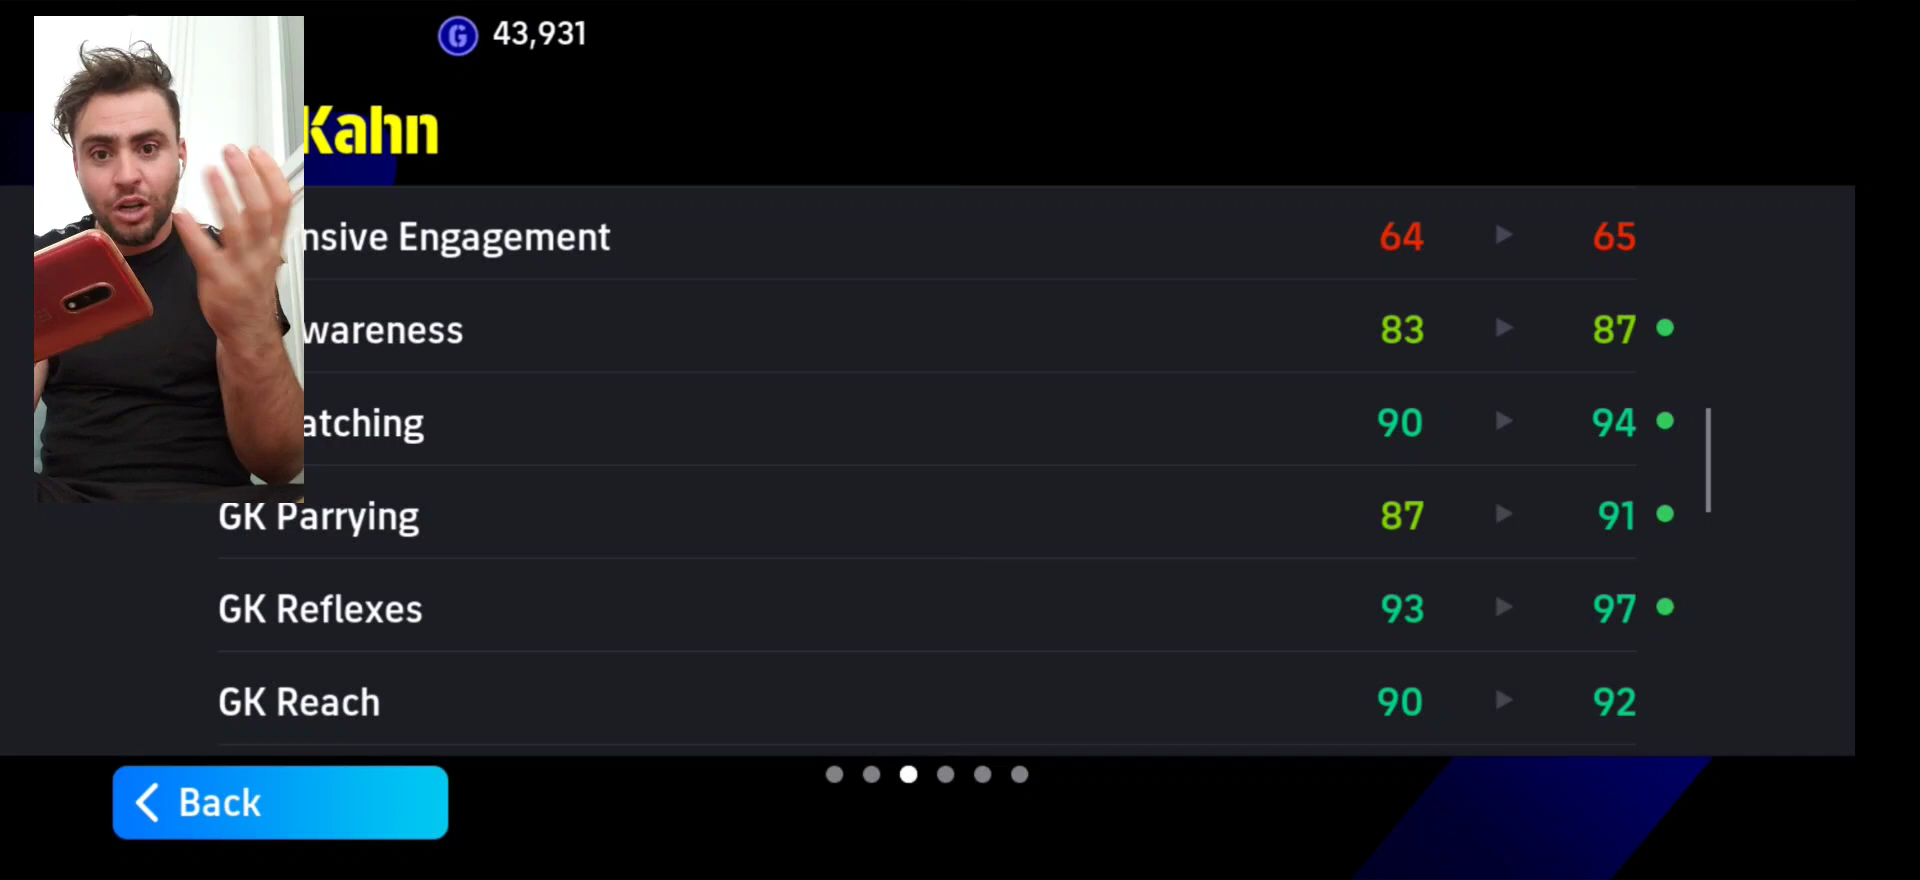 G 43,931
Kahn
nsive Engagement 64 65
wareness 83 87
atching 90 94
GK Parrying 87 91
GK Reflexes 93 97
GK Reach 90 92
Back